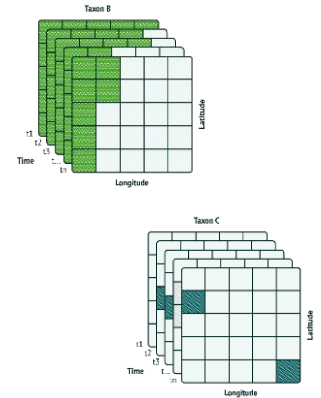 Taxon B
t1
t2
t3
t...
tn
Time
Latitude
Longitude
Taxon C
t1
t2
t3
t...
tn
Time
Latitude
Longitude